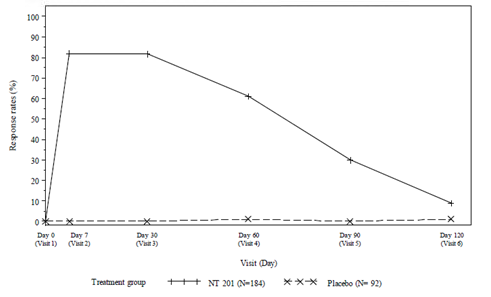 100
90
80
70
60
50
40
30
20
10
0
Response rates (%)
Day 0 Day 7 Day 30 Day 60 Day 90 Day 120
(Visit 1) (Visit 2) (Visit 3) (Visit 4) (Visit 5) (Visit 6)
Visit (Day)
Treatment group NT 201 (N=184) Placebo (N= 92)